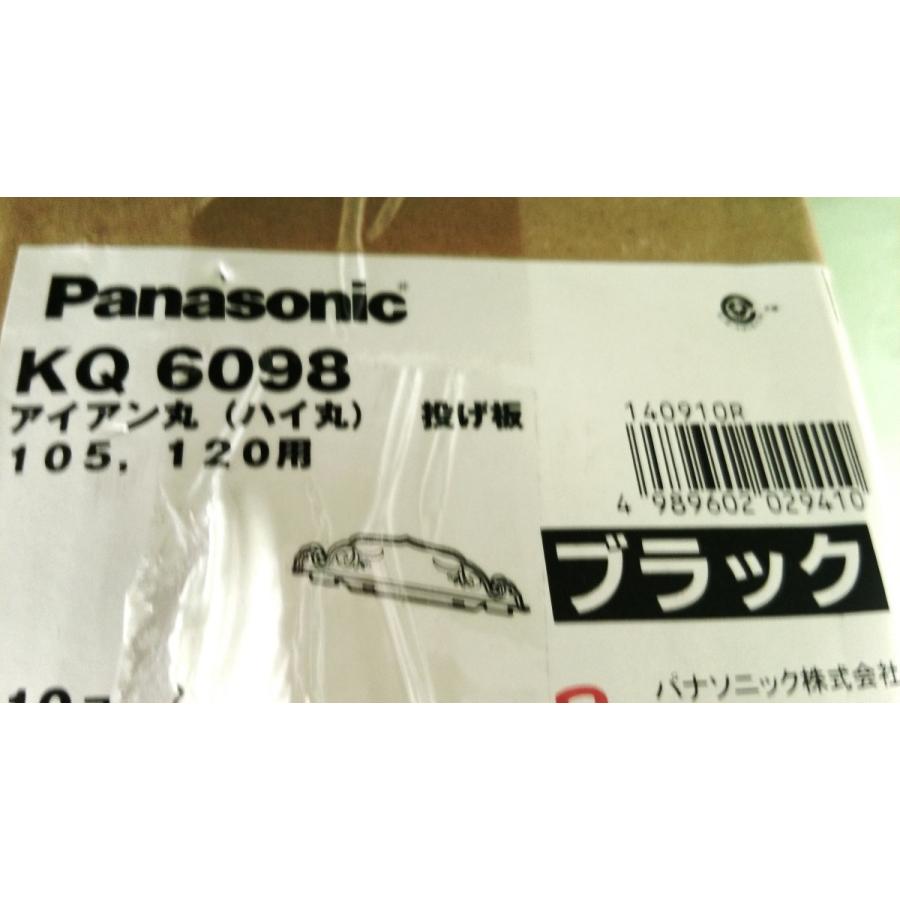 Panasonic
KQ 6098
アイアン丸（ハイ丸） 投げ板
105，120用
140910R
4 989602 029410
ブラック
パナソニック株式会社